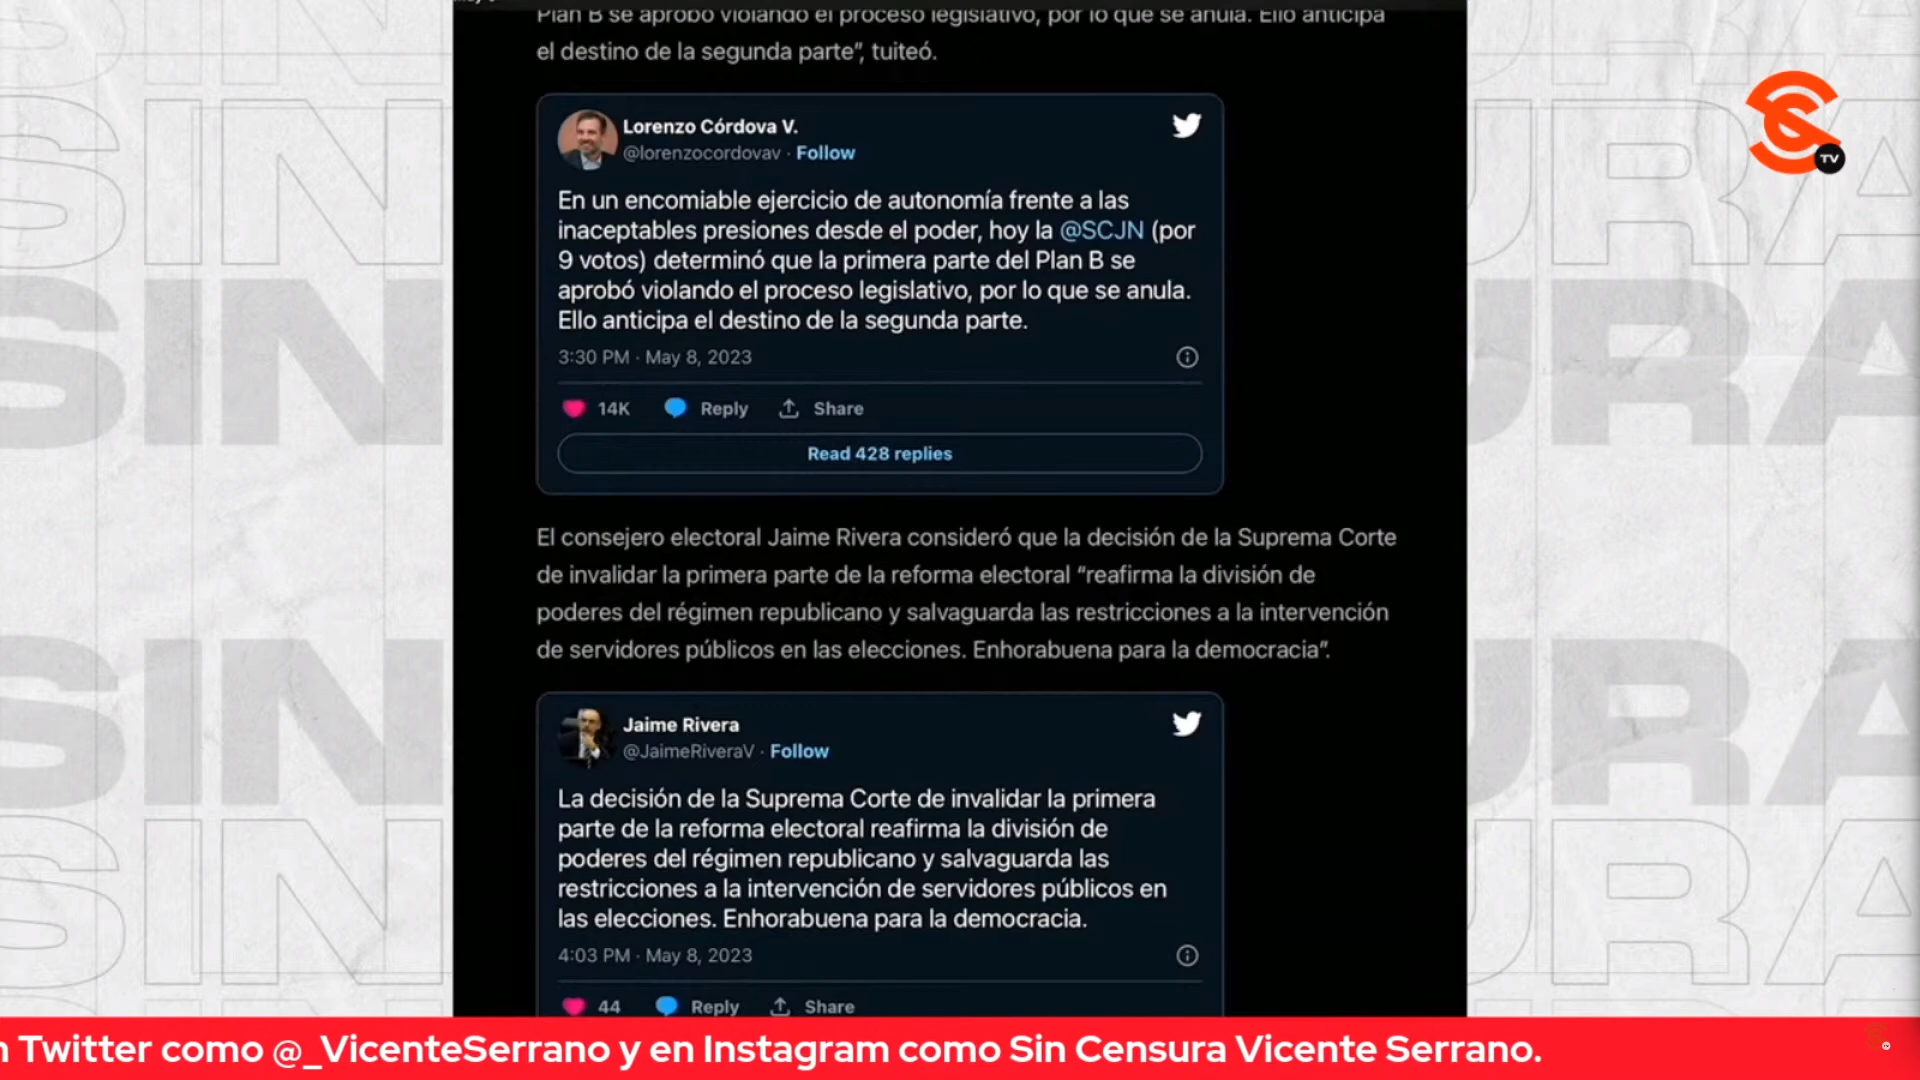 Plan B se aprobó violando el proceso legislativo, por lo que se anula. Ello anticipa
el destino de la segunda parte”, tuiteó.
Lorenzo Córdova V.
@lorenzocordovav · Follow
En un encomiable ejercicio de autonomía frente a las
inaceptables presiones desde el poder, hoy la @SCJN (por
9 votos) determinó que la primera parte del Plan B se
aprobó violando el proceso legislativo, por lo que se anula.
Ello anticipa el destino de la segunda parte.
3:30 PM · May 8, 2023
14K Reply Share
Read 428 replies
El consejero electoral Jaime Rivera consideró que la decisión de la Suprema Corte
de invalidar la primera parte de la reforma electoral “reafirma la división de
poderes del régimen republicano y salvaguarda las restricciones a la intervención
de servidores públicos en las elecciones. Enhorabuena para la democracia”.
Jaime Rivera
@JaimeRiveraV · Follow
La decisión de la Suprema Corte de invalidar la primera
parte de la reforma electoral reafirma la división de
poderes del régimen republicano y salvaguarda las
restricciones a la intervención de servidores públicos en
las elecciones. Enhorabuena para la democracia.
4:03 PM · May 8, 2023
44 Reply Share
TV
SIN URA
SIN URA
SIN URA
SIN URA
n Twitter como @_VicenteSerrano y en Instagram como Sin Censura Vicente Serrano.